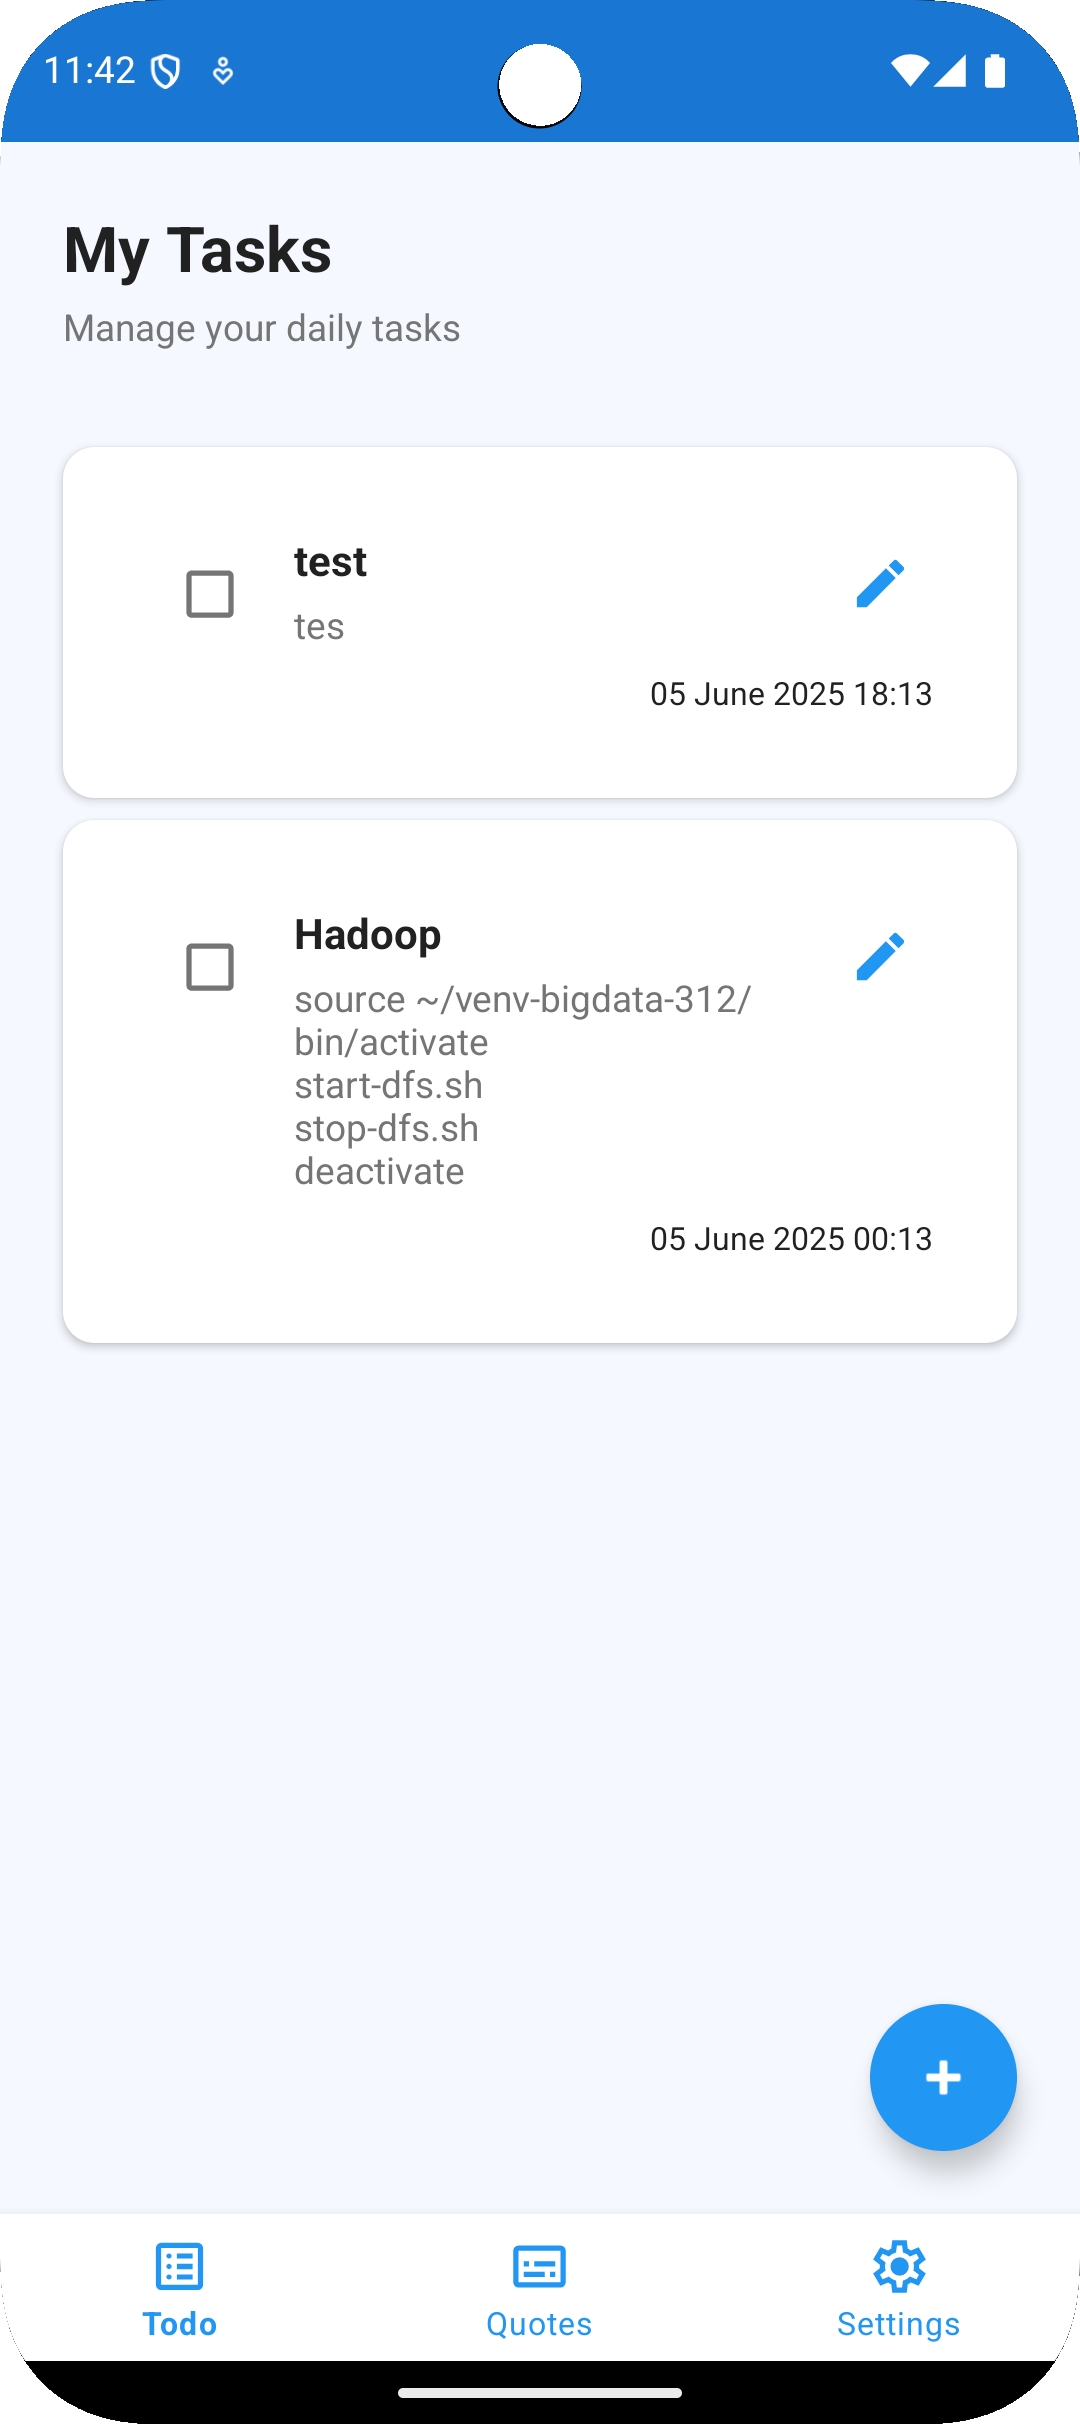 11:42
My Tasks
Manage your daily tasks
test
tes
05 June 2025 18:13
Hadoop
source ~/venv-bigdata-312/
bin/activate
start-dfs.sh
stop-dfs.sh
deactivate
05 June 2025 00:13
Todo
Quotes
Settings